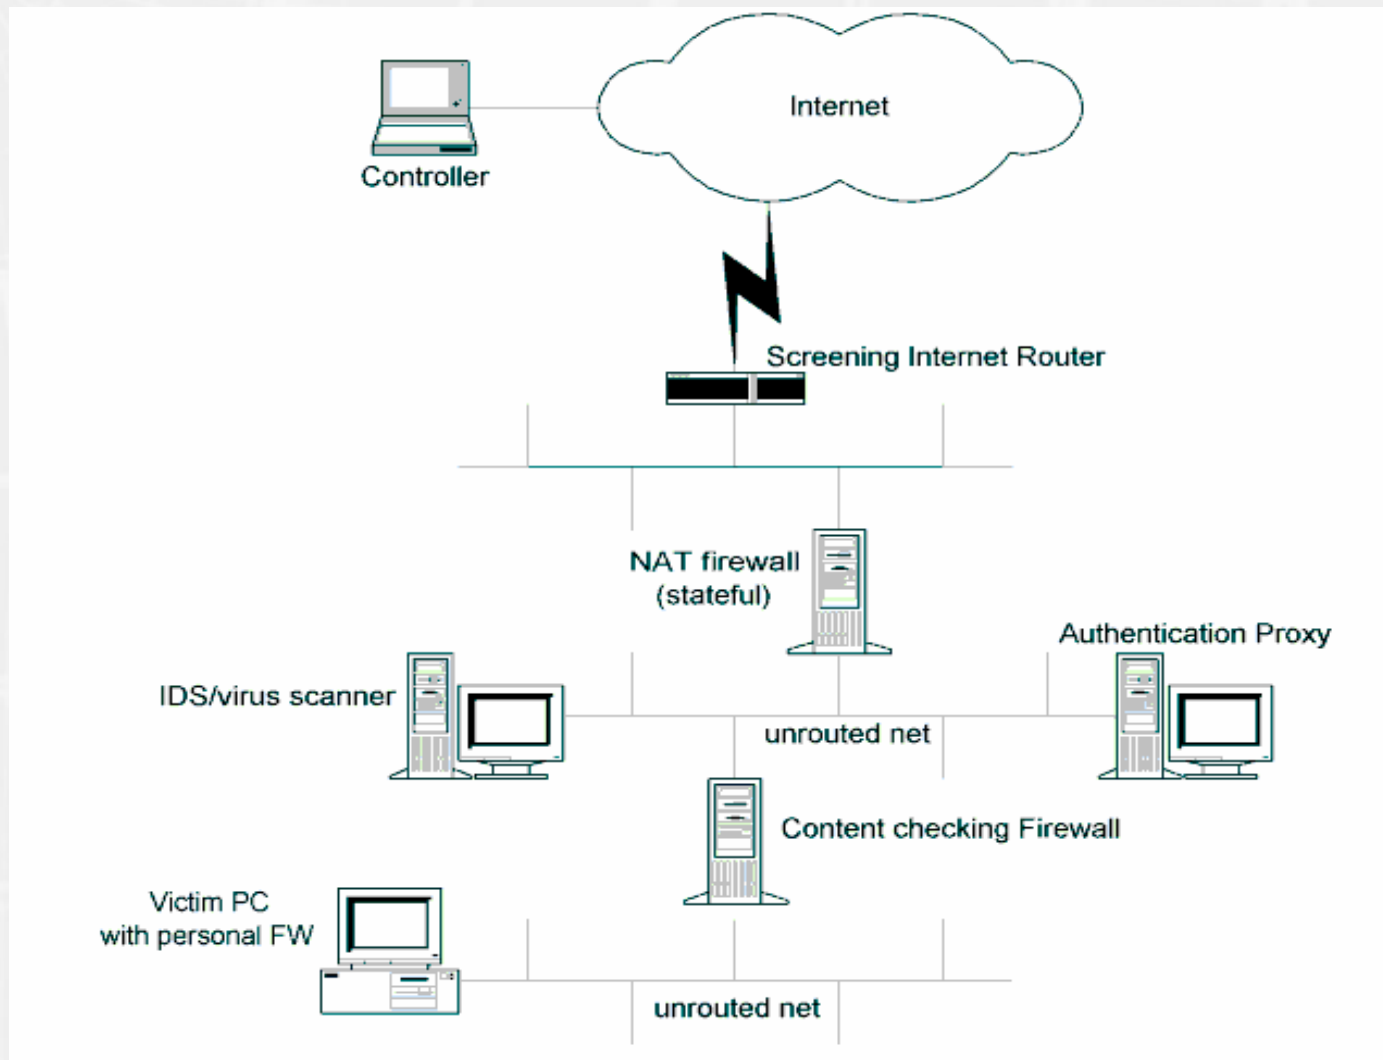 Internet
Controller
Screening Internet Router
NAT firewall
(stateful)
Authentication Proxy
IDS/virus scanner
unrouted net
Content checking Firewall
Victim PC
with personal FW
unrouted net